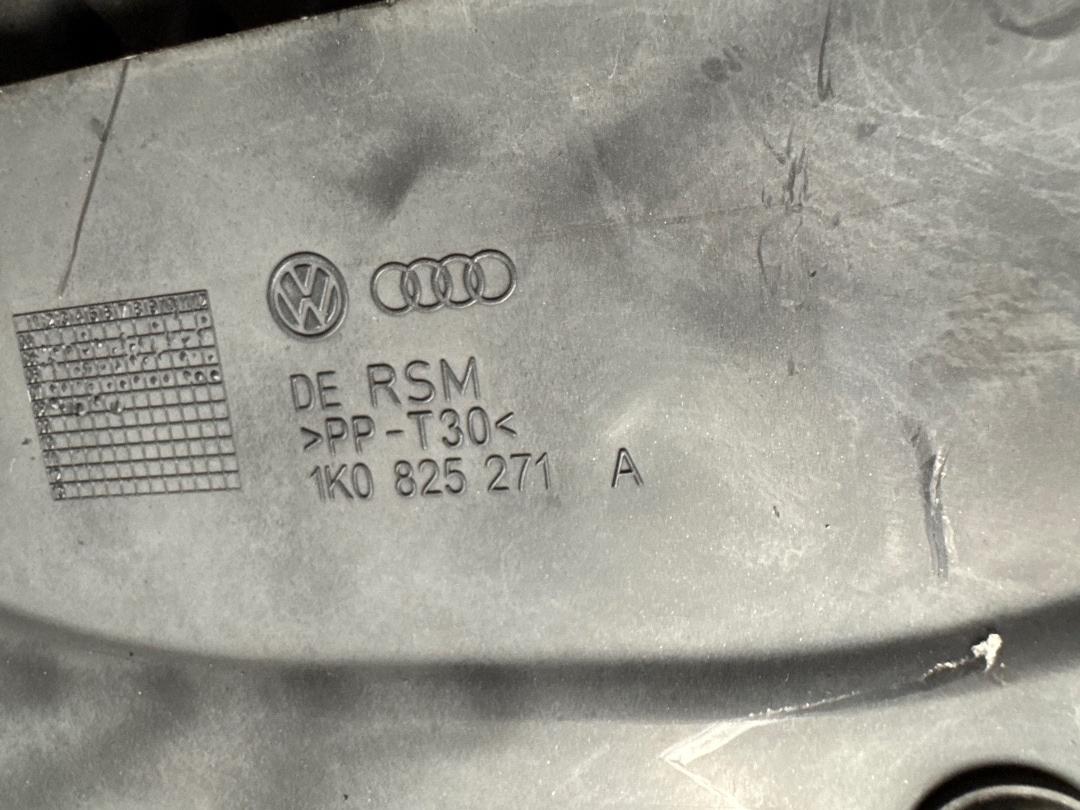 DE RSM
>PP-T30<
1K0 825 271 A